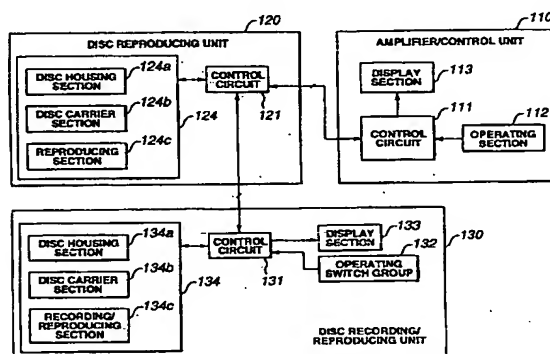 120
DISC REPRODUCING UNIT
124a
DISC HOUSING
SECTION
124b
DISC CARRIER
SECTION
124c
REPRODUCING
SECTION
124
CONTROL
CIRCUIT
121
110
AMPLIFIER/CONTROL UNIT
DISPLAY
SECTION
113
111
CONTROL
CIRCUIT
112
OPERATING
SECTION
134a
DISC HOUSING
SECTION
134b
DISC CARRIER
SECTION
134c
RECORDING/
REPRODUCING
SECTION
134
CONTROL
CIRCUIT
131
DISPLAY
SECTION
133
132
OPERATING
SWITCH GROUP
130
DISC RECORDING/
REPRODUCING UNIT